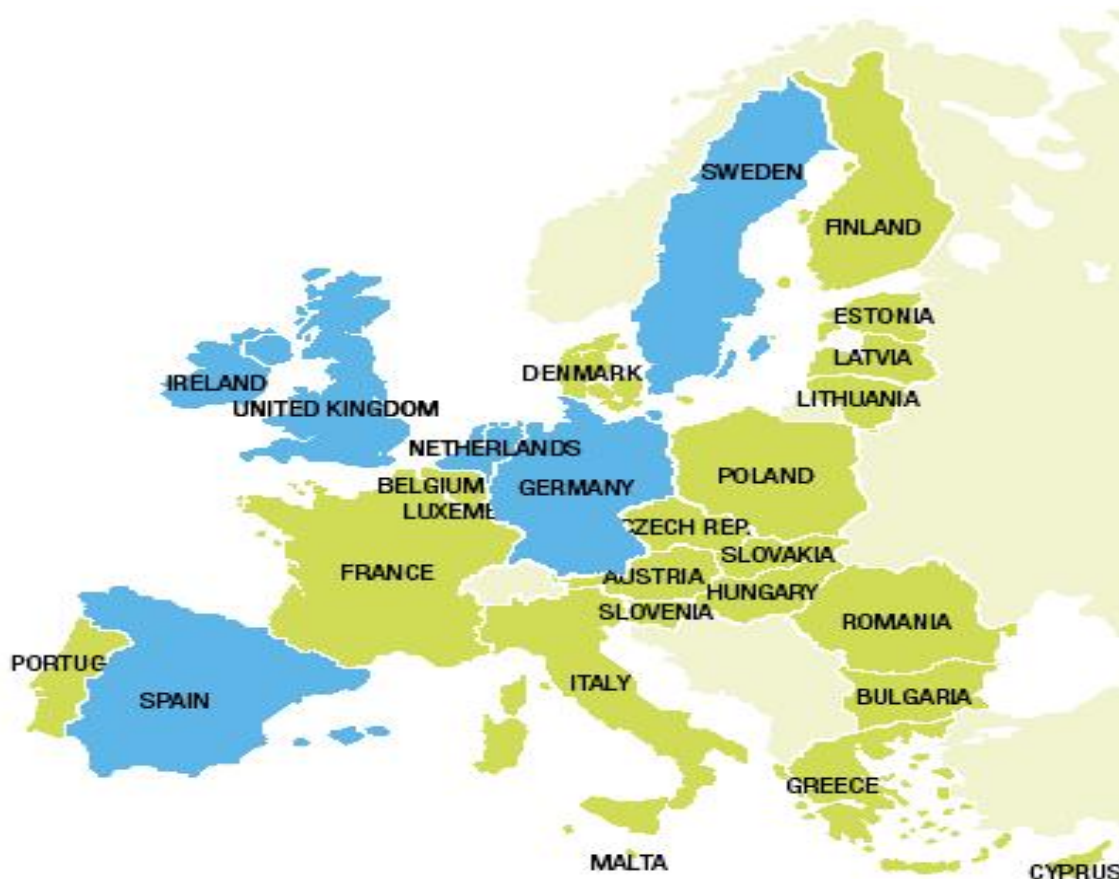 SWEDEN
FINLAND
ESTONIA
LATVIA
DENMARK
IRELAND
LITHUANIA
UNITED KINGDOM
NETHERLANDS
POLAND
BELGIUM
GERMANY
LUXEME
CZECH REP.
SLOVAKIA
FRANCE
AUSTRIA
HUNGARY
SLOVENIA
ROMANIA
PORTUG
ITALY
BULGARIA
SPAIN
GREECE
MALTA
CYPRUS